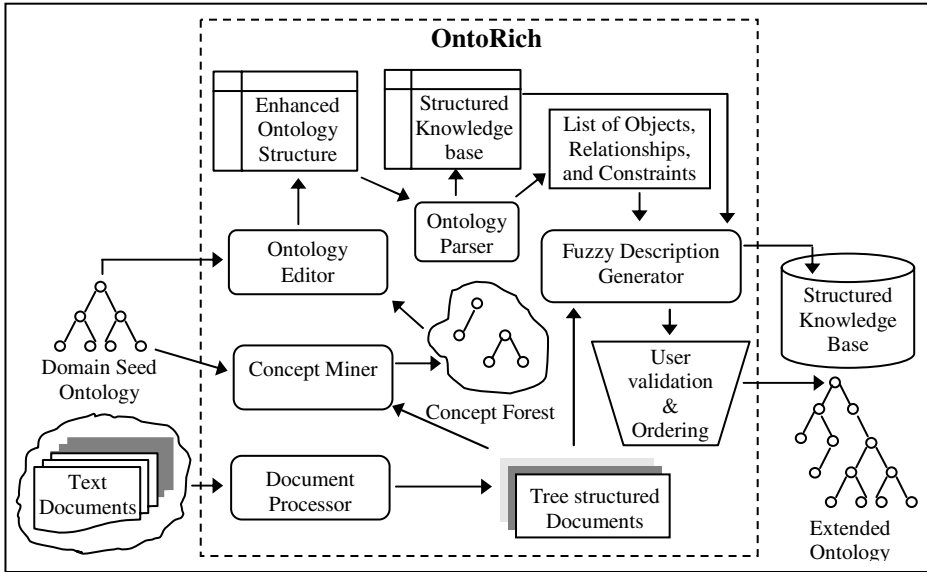 OntoRich
Enhanced
Ontology
Structure
Structured
Knowledge
base
List of Objects,
Relationships,
and Constraints
Ontology
Parser
Ontology
Editor
Fuzzy Description
Generator
Structured
Knowledge
Base
Domain Seed
Ontology
Concept Miner
Concept Forest
User
validation
&
Ordering
Text
Documents
Document
Processor
Tree structured
Documents
Extended
Ontology